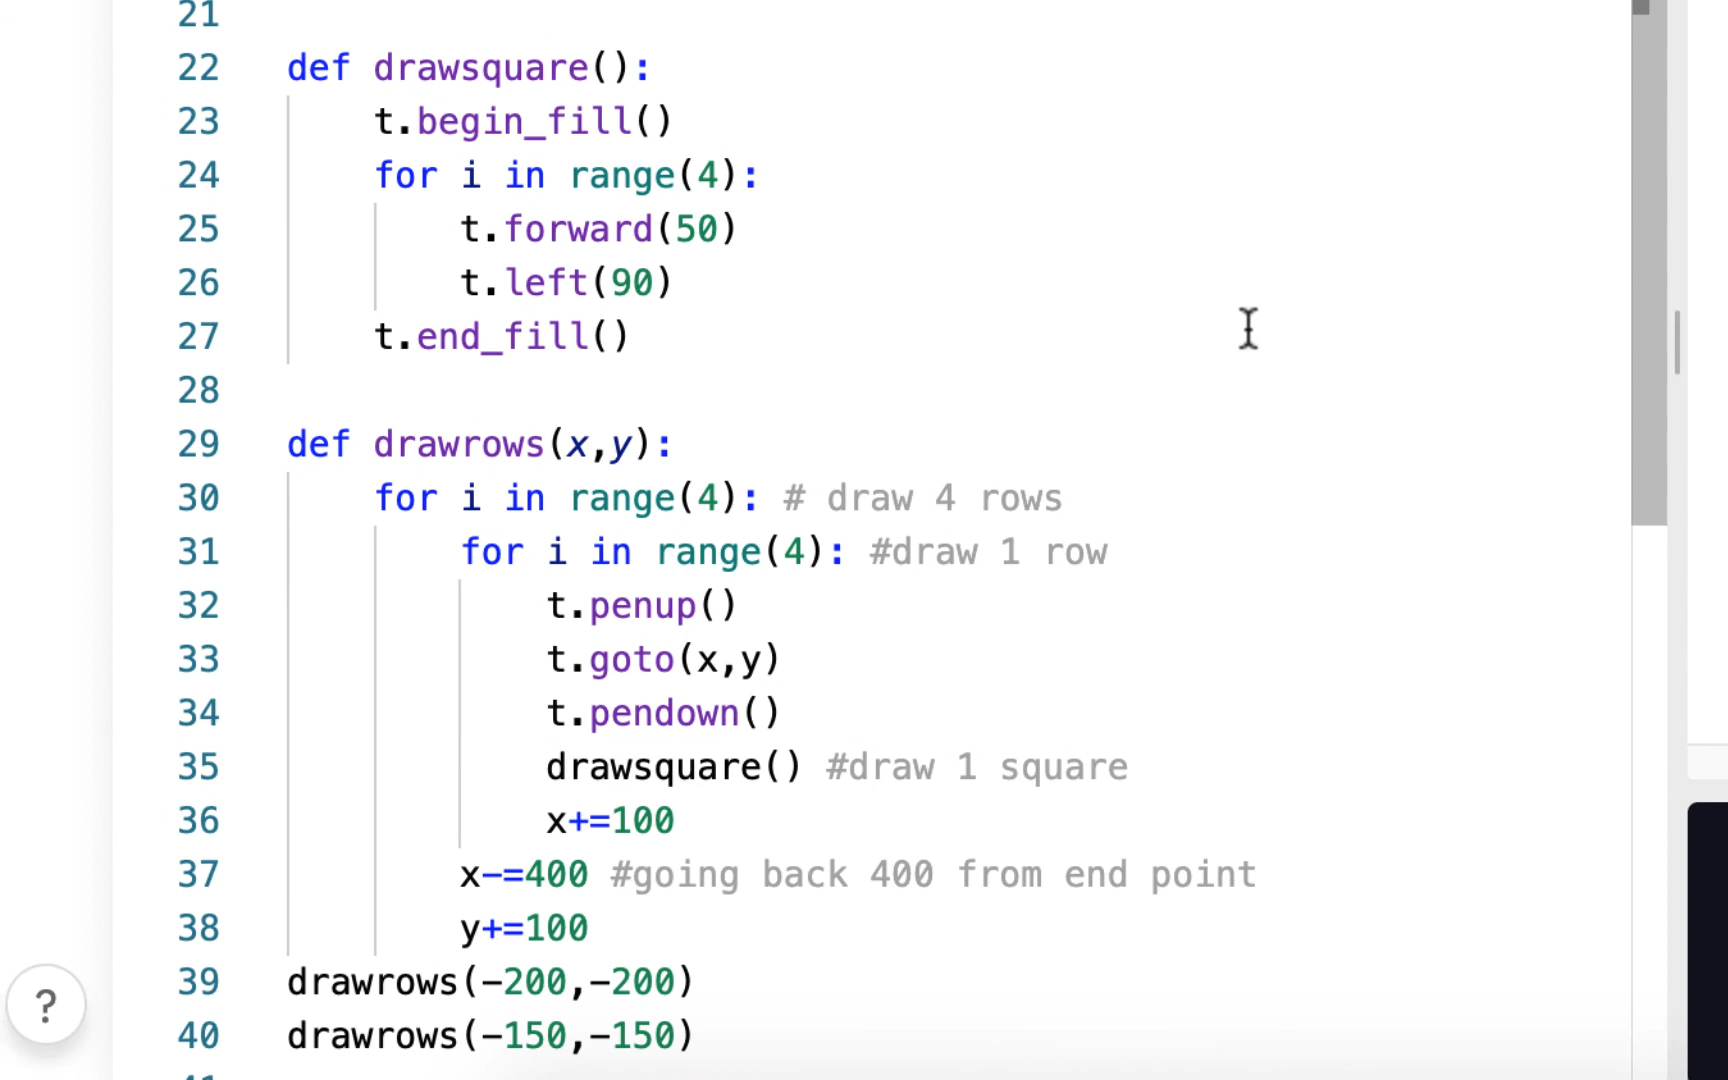 21
22 def drawsquare():
23     t.begin_fill()
24     for i in range(4):
25         t.forward(50)
26         t.left(90)
27     t.end_fill()
28
29 def drawrows(x,y):
30     for i in range(4): # draw 4 rows
31         for i in range(4): #draw 1 row
32             t.penup()
33             t.goto(x,y)
34             t.pendown()
35             drawsquare() #draw 1 square
36             x+=100
37         x-=400 #going back 400 from end point
38         y+=100
39 drawrows(-200,-200)
? 
40 drawrows(-150,-150)